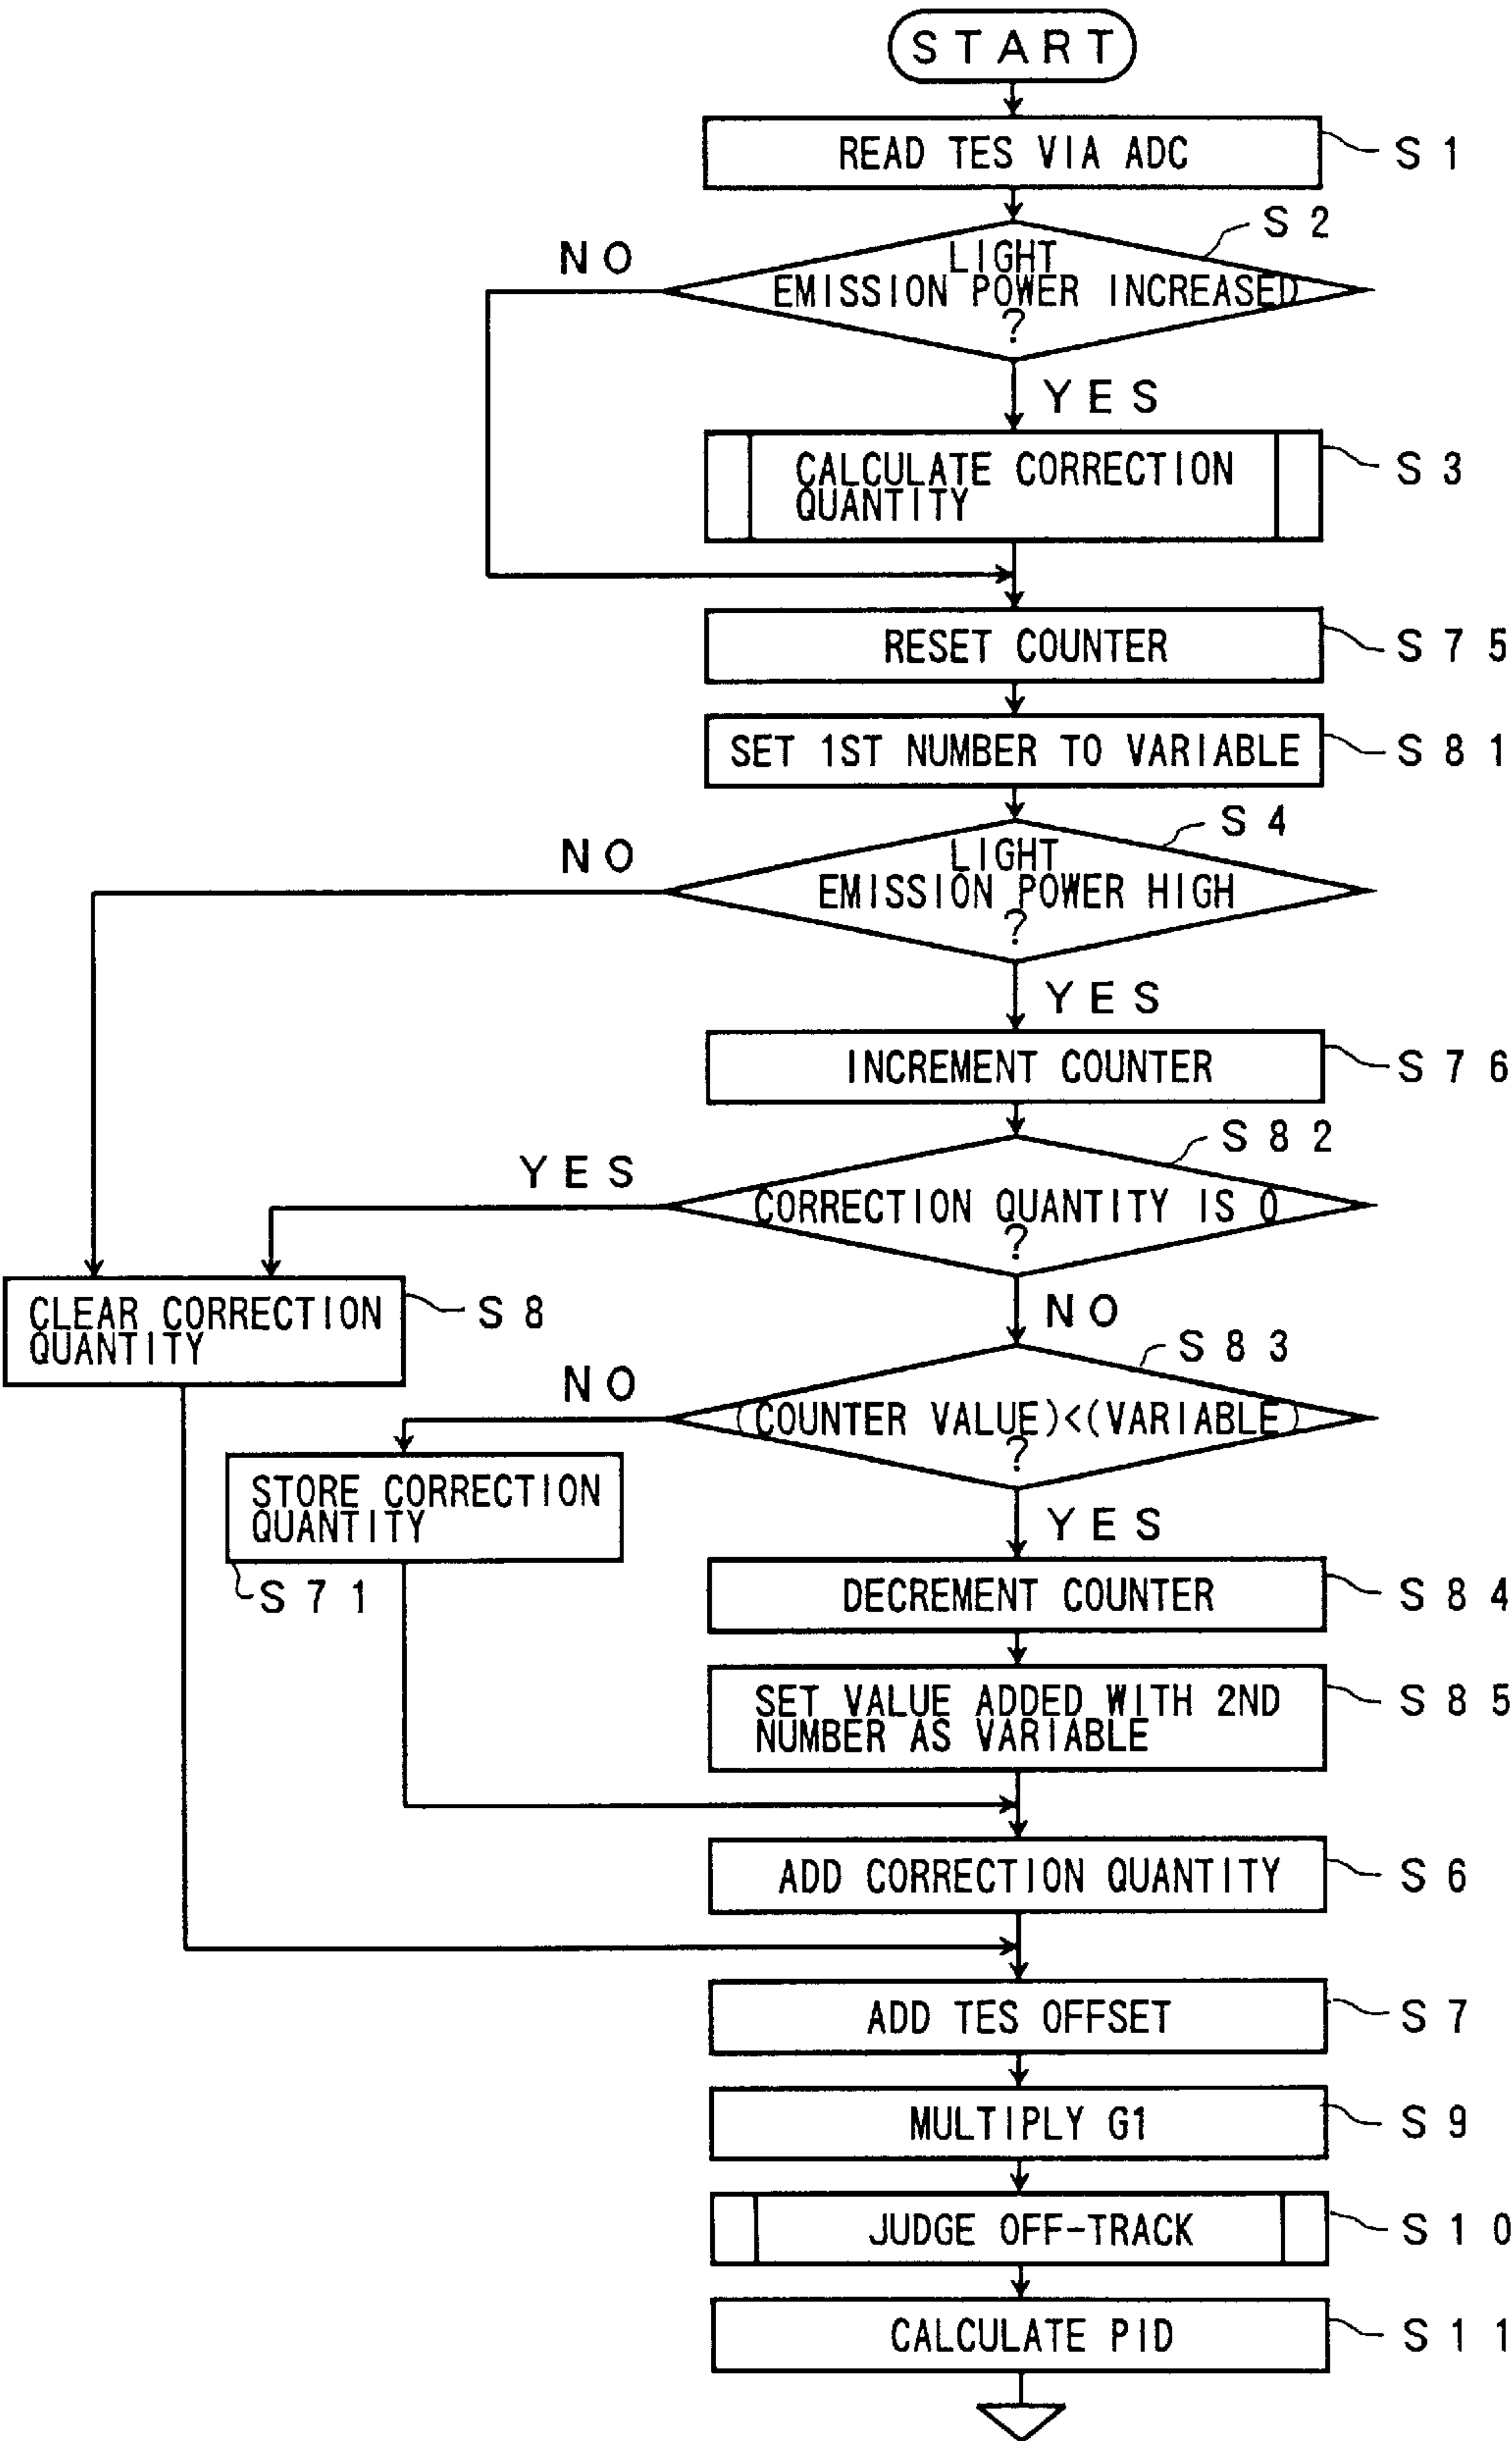 START
READ TES VIA ADC
S1
S2
NO
LIGHT
EMISSION POWER INCREASED
?
YES
CALCULATE CORRECTION
QUANTITY
S3
RESET COUNTER
S75
SET 1ST NUMBER TO VARIABLE
S81
S4
NO
LIGHT
EMISSION POWER HIGH
?
YES
INCREMENT COUNTER
S76
S82
YES
CORRECTION QUANTITY IS 0
?
CLEAR CORRECTION
QUANTITY
S8
NO
S83
NO
(COUNTER VALUE)<(VARIABLE)
?
STORE CORRECTION
QUANTITY
S71
YES
DECREMENT COUNTER
S84
SET VALUE ADDED WITH 2ND
NUMBER AS VARIABLE
S85
ADD CORRECTION QUANTITY
S6
ADD TES OFFSET
S7
MULTIPLY G1
S9
JUDGE OFF-TRACK
S10
CALCULATE PID
S11